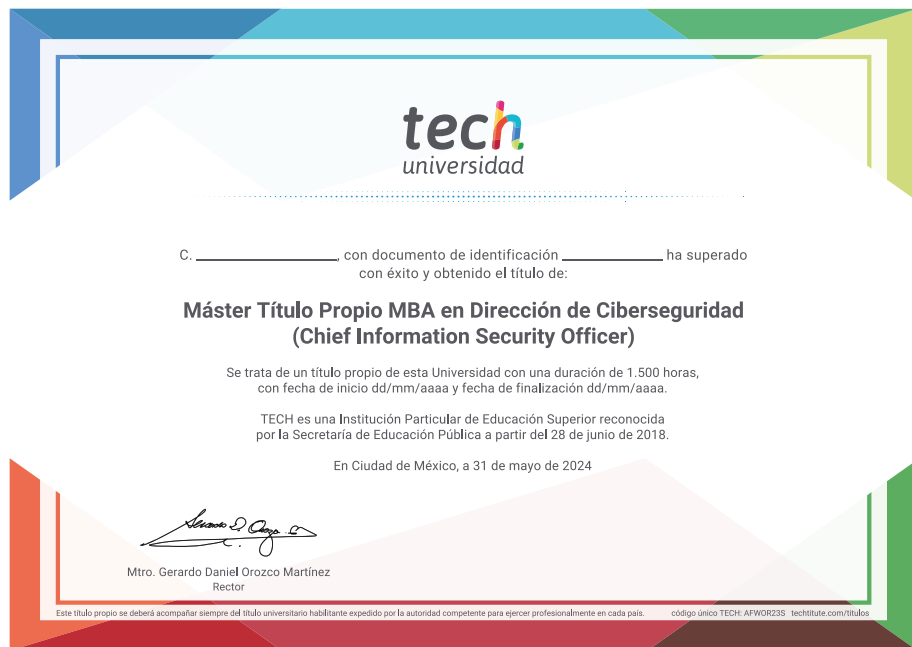 tech
universidad
C. ____________, con documento de identificación ____________ ha superado
con éxito y obtenido el título de:
Máster Título Propio MBA en Dirección de Ciberseguridad
(Chief Information Security Officer)
Se trata de un título propio de esta Universidad con una duración de 1.500 horas,
con fecha de inicio dd/mm/aaaa y fecha de finalización dd/mm/aaaa.
TECH es una Institución Particular de Educación Superior reconocida
por la Secretaría de Educación Pública a partir del 28 de junio de 2018.
En Ciudad de México, a 31 de mayo de 2024
Mtro. Gerardo Daniel Orozco Martínez
Rector
Este título propio se deberá acompañar siempre del título universitario habilitante expedido por la autoridad competente para ejercer profesionalmente en cada país. código único TECH: AFWOR23S techtitute.com/titulos